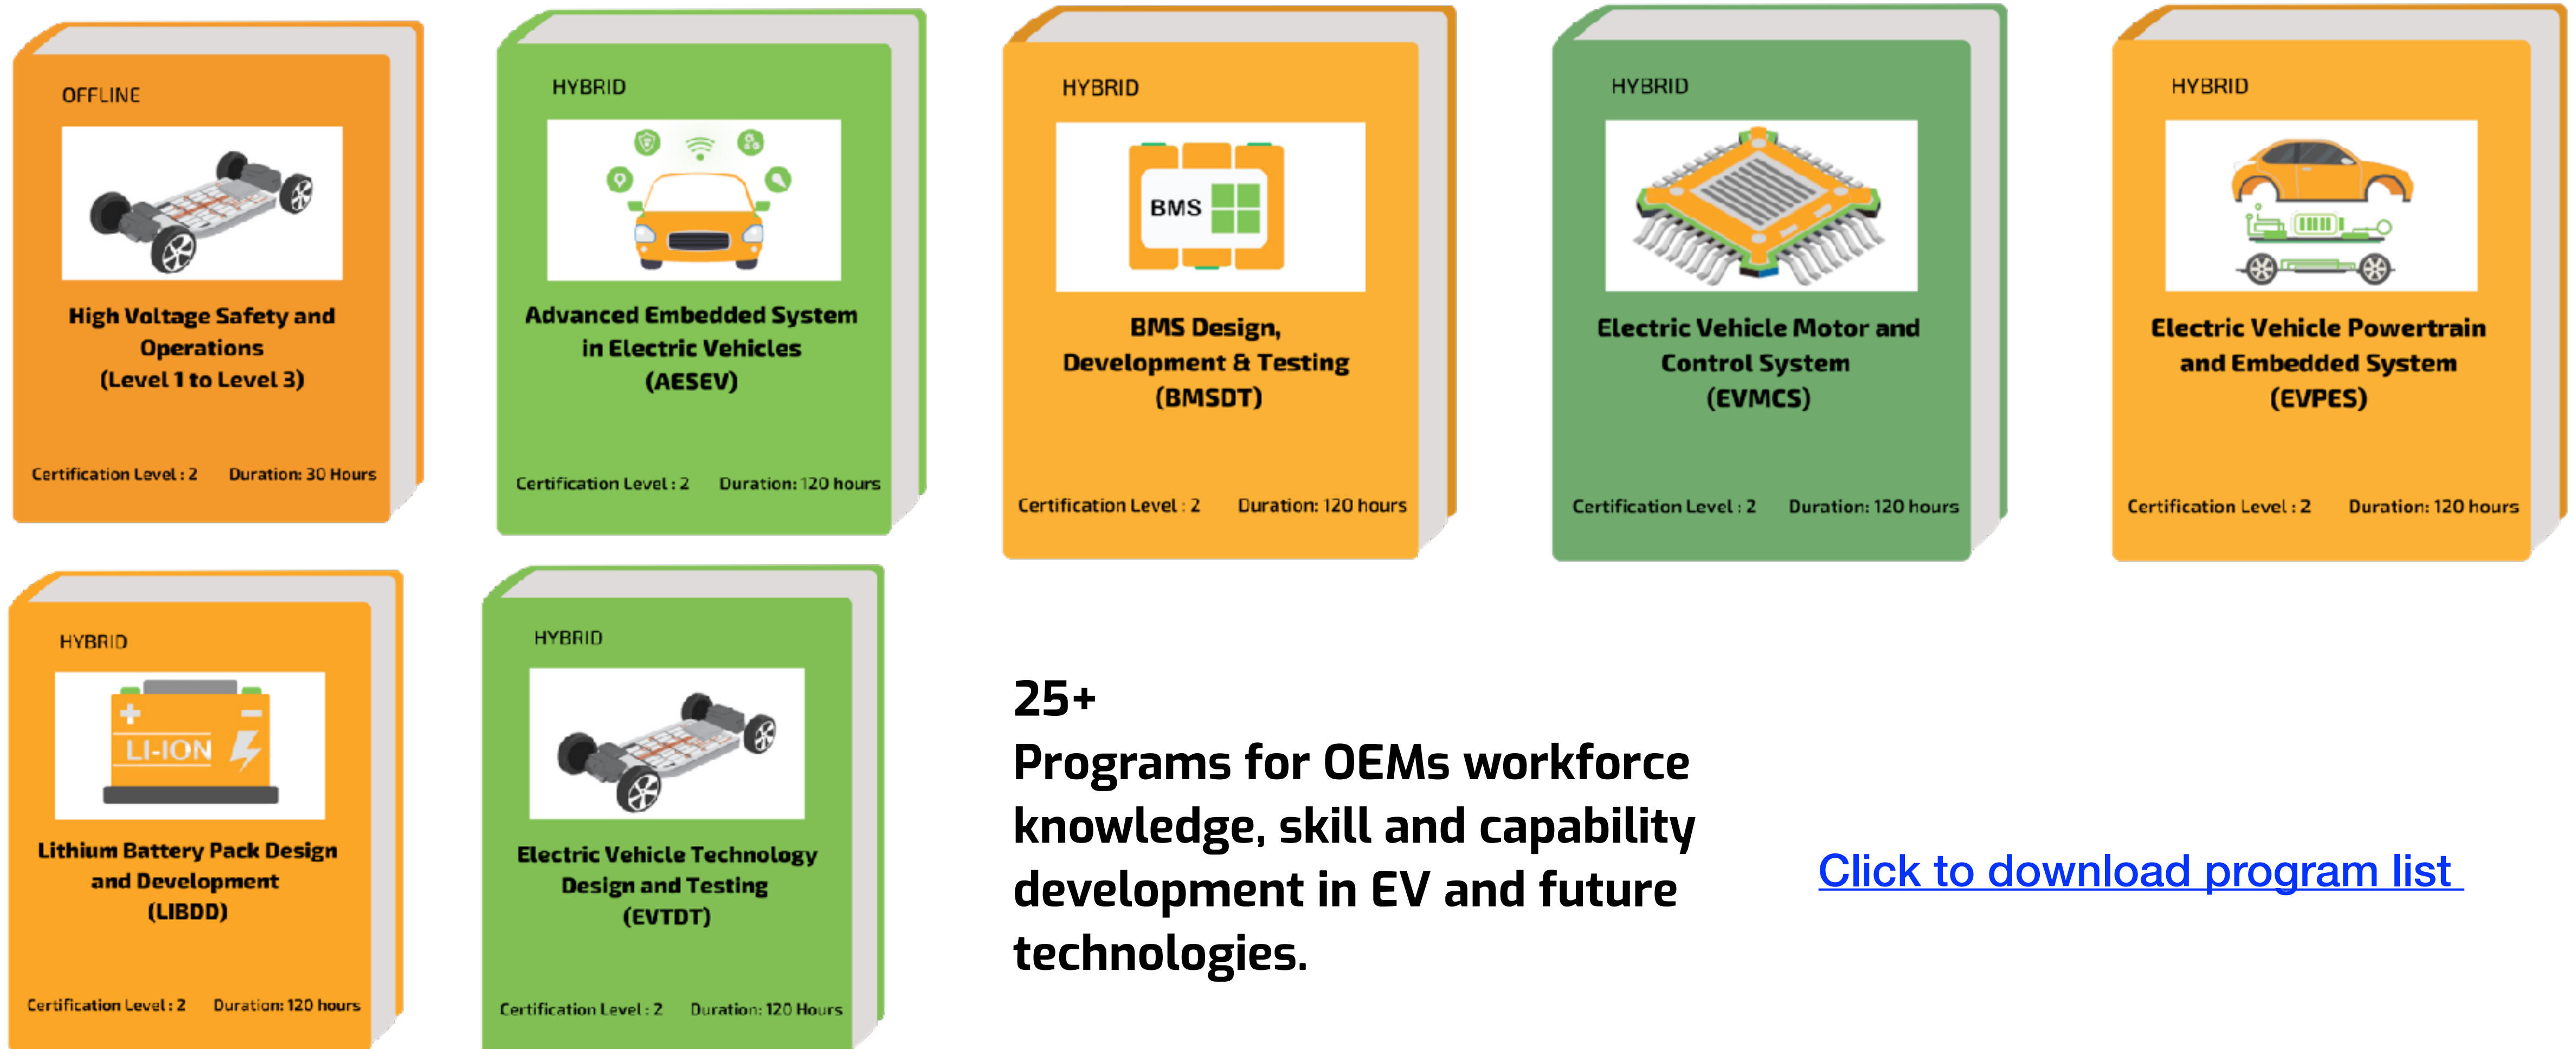 OFFLINE
High Voltage Safety and
Operations
(Level 1 to Level 3)
Certification Level : 2 Duration: 30 Hours
HYBRID
Advanced Embedded System
in Electric Vehicles
(AESEV)
Certification Level : 2 Duration: 120 hours
HYBRID
BMS
BMS Design,
Development & Testing
(BMSDT)
Certification Level : 2 Duration: 120 hours
HYBRID
Electric Vehicle Motor and
Control System
(EVMCS)
Certification Level : 2 Duration: 120 hours
HYBRID
Electric Vehicle Powertrain
and Embedded System
(EVPES)
Certification Level : 2 Duration: 120 hours
HYBRID
+ −
LI-ION
Lithium Battery Pack Design
and Development
(LIBDD)
Certification Level : 2 Duration: 120 hours
HYBRID
Electric Vehicle Technology
Design and Testing
(EVTDT)
Certification Level : 2 Duration: 120 Hours
25+
Programs for OEMs workforce
knowledge, skill and capability
development in EV and future
technologies.
Click to download program list